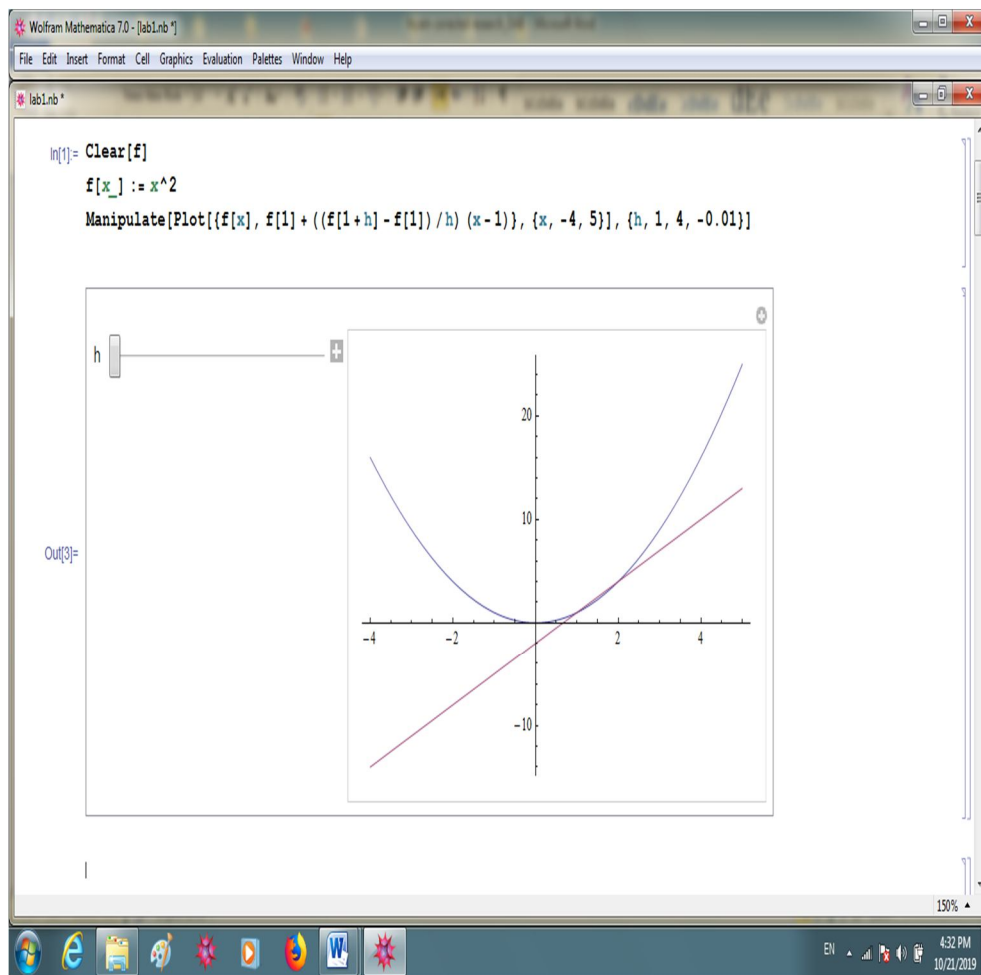 Wolfram Mathematica 7.0 - [lab1.nb *]
File Edit Insert Format Cell Graphics Evaluation Palettes Window Help
lab1.nb *
In[1]:= Clear[f]
f[x_] := x^2
Manipulate[Plot[{f[x], f[1] + ((f[1+h] - f[1]) / h) (x - 1)}, {x, -4, 5}], {h, 1, 4, -0.01}]
h
20
10
Out[3]=
-4 -2 2 4
-10
150%
EN 4:32 PM
10/21/2019